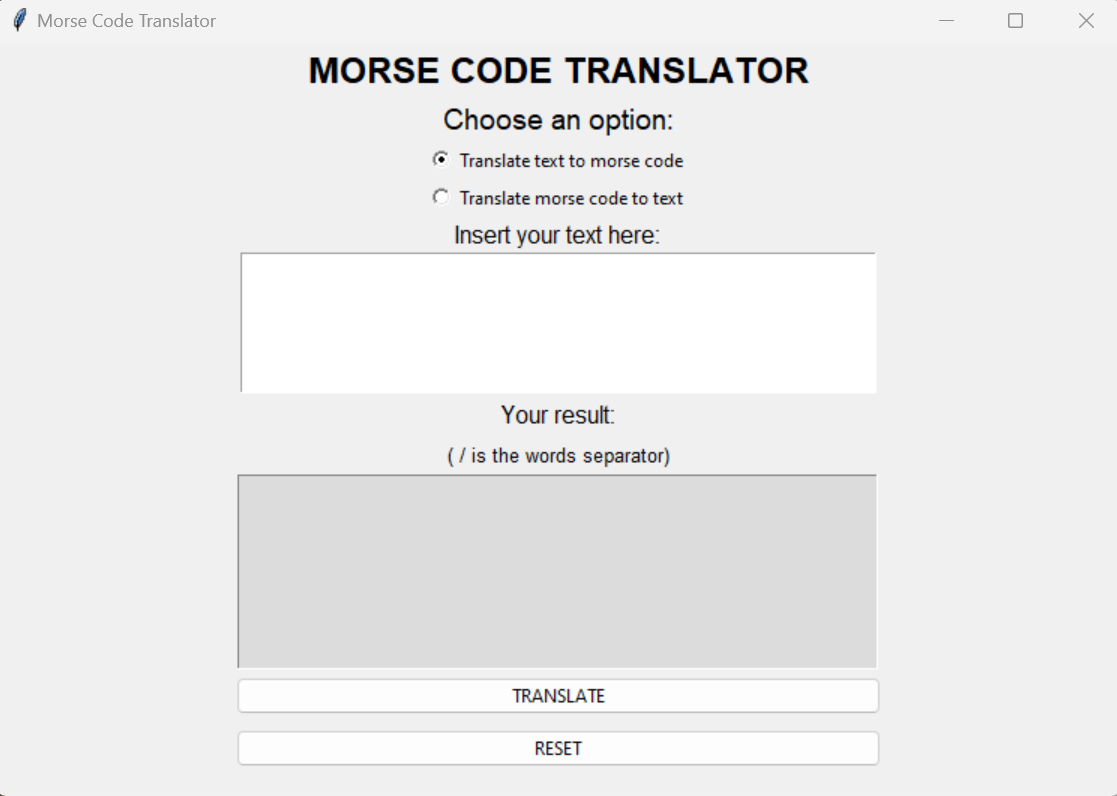 Morse Code Translator
MORSE CODE TRANSLATOR
Choose an option:
Translate text to morse code
Translate morse code to text
Insert your text here:
Your result:
( / is the words separator)
TRANSLATE
RESET